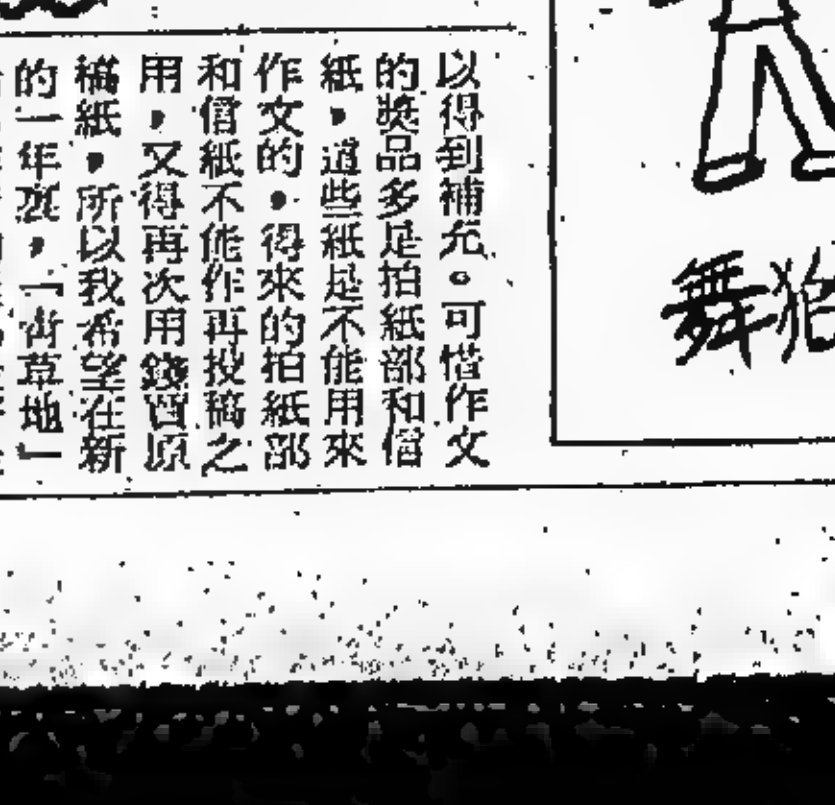 以得到補充。可惜作文
的獎品多是拍紙部和信
紙，這些紙是不能用來
作文的，得來的拍紙部
和信紙不能作再投稿之
用，又得再次用錢買原
稿紙，所以我希望在新
的一年裏，「青草地」
舞